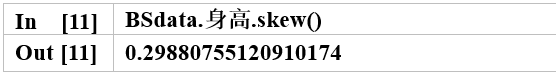 In [11] BSdata.身高.skew()
Out [11] 0.29880755120910174